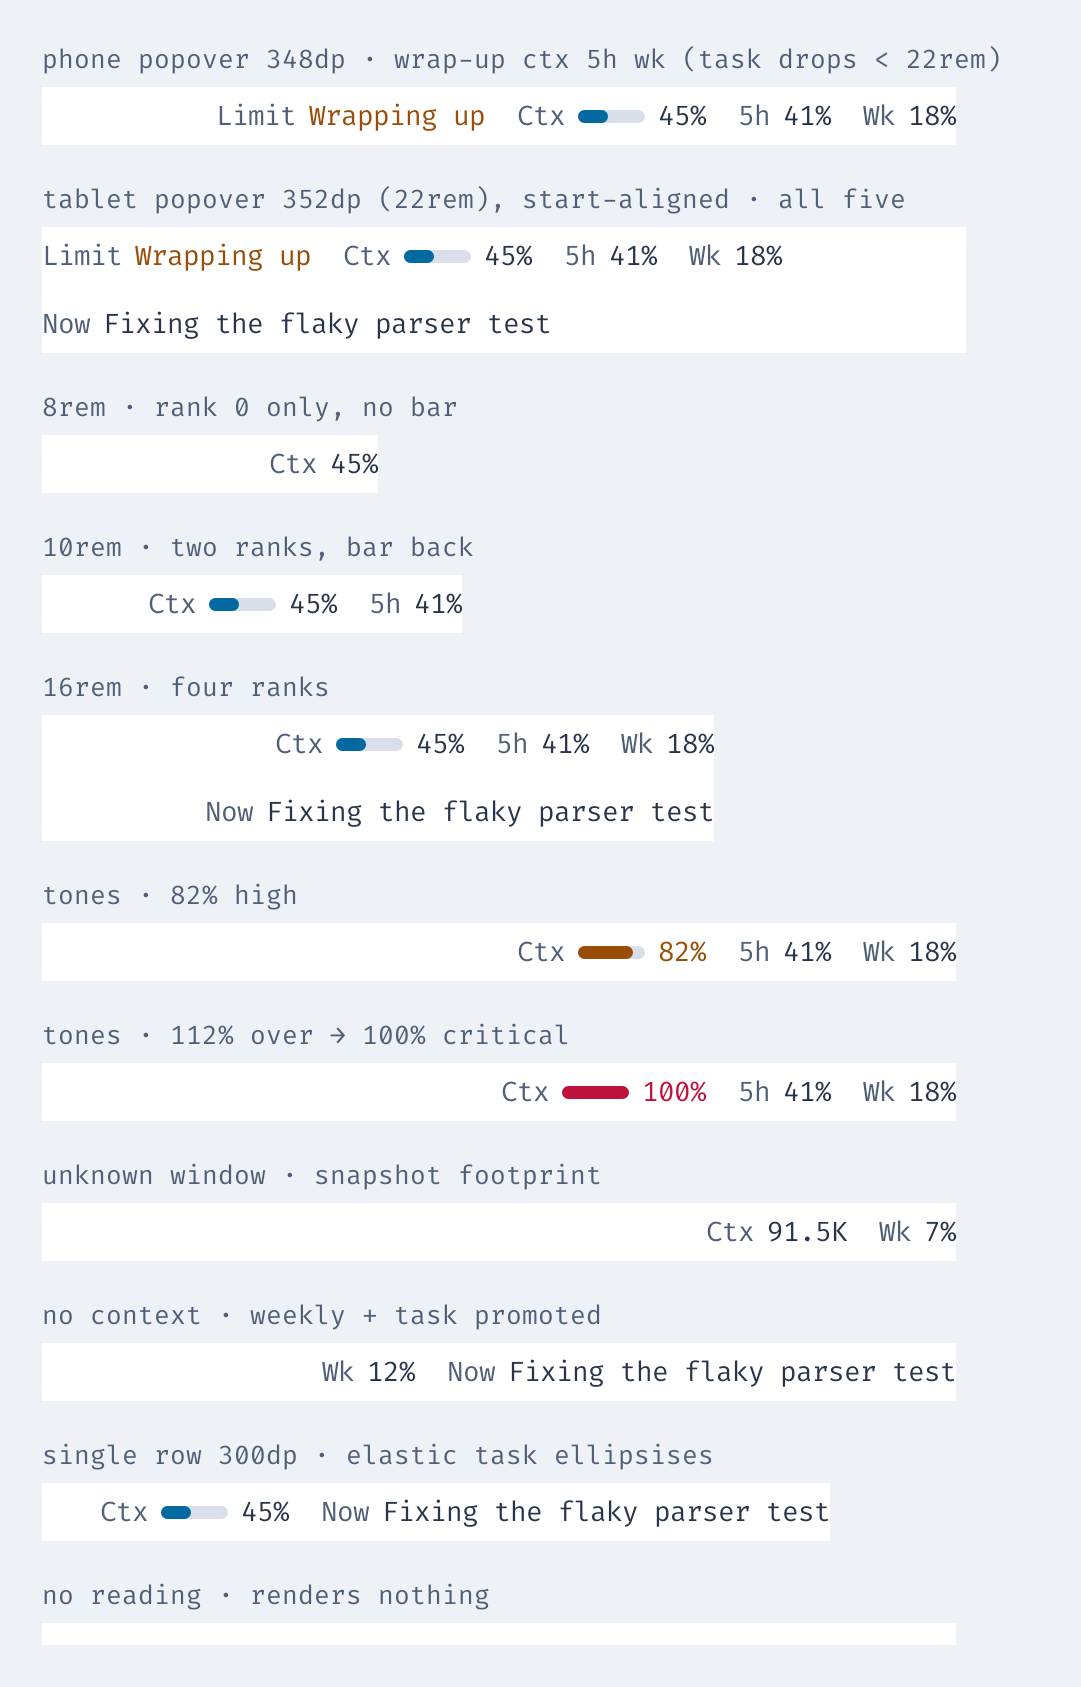 phone popover 348dp · wrap-up ctx 5h wk (task drops < 22rem)
Limit Wrapping up Ctx 45% 5h 41% Wk 18%
tablet popover 352dp (22rem), start-aligned · all five
Limit Wrapping up Ctx 45% 5h 41% Wk 18%
Now Fixing the flaky parser test
8rem · rank 0 only, no bar
Ctx 45%
10rem · two ranks, bar back
Ctx 45% 5h 41%
16rem · four ranks
Ctx 45% 5h 41% Wk 18%
Now Fixing the flaky parser test
tones · 82% high
Ctx 82% 5h 41% Wk 18%
tones · 112% over → 100% critical
Ctx 100% 5h 41% Wk 18%
unknown window · snapshot footprint
Ctx 91.5K Wk 7%
no context · weekly + task promoted
Wk 12% Now Fixing the flaky parser test
single row 300dp · elastic task ellipsises
Ctx 45% Now Fixing the flaky parser test
no reading · renders nothing